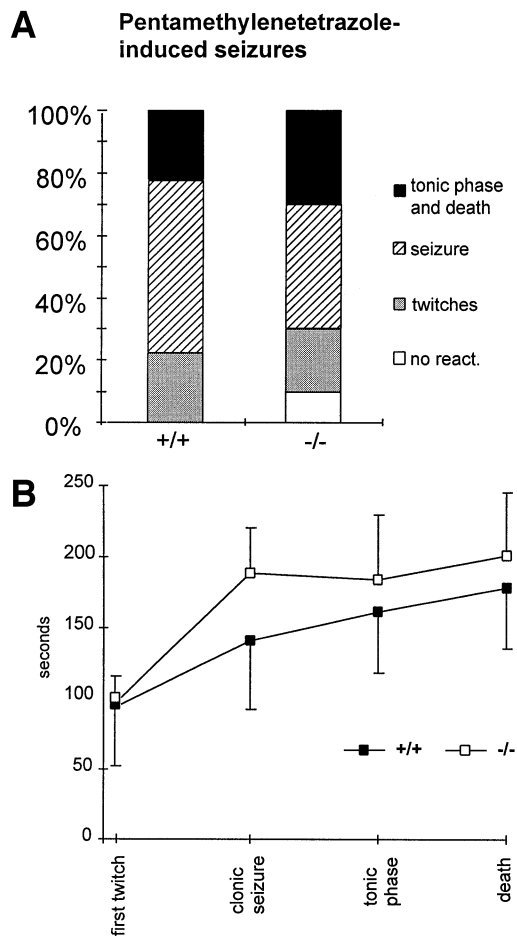 A
Pentamethylenetetrazole-
induced seizures
100%
80%
60%
40%
20%
0%
+/+
-/-
tonic phase
and death
seizure
twitches
no react.
B
250
200
150
100
50
0
seconds
+/+
-/-
first twitch
clonic
seizure
tonic
phase
death